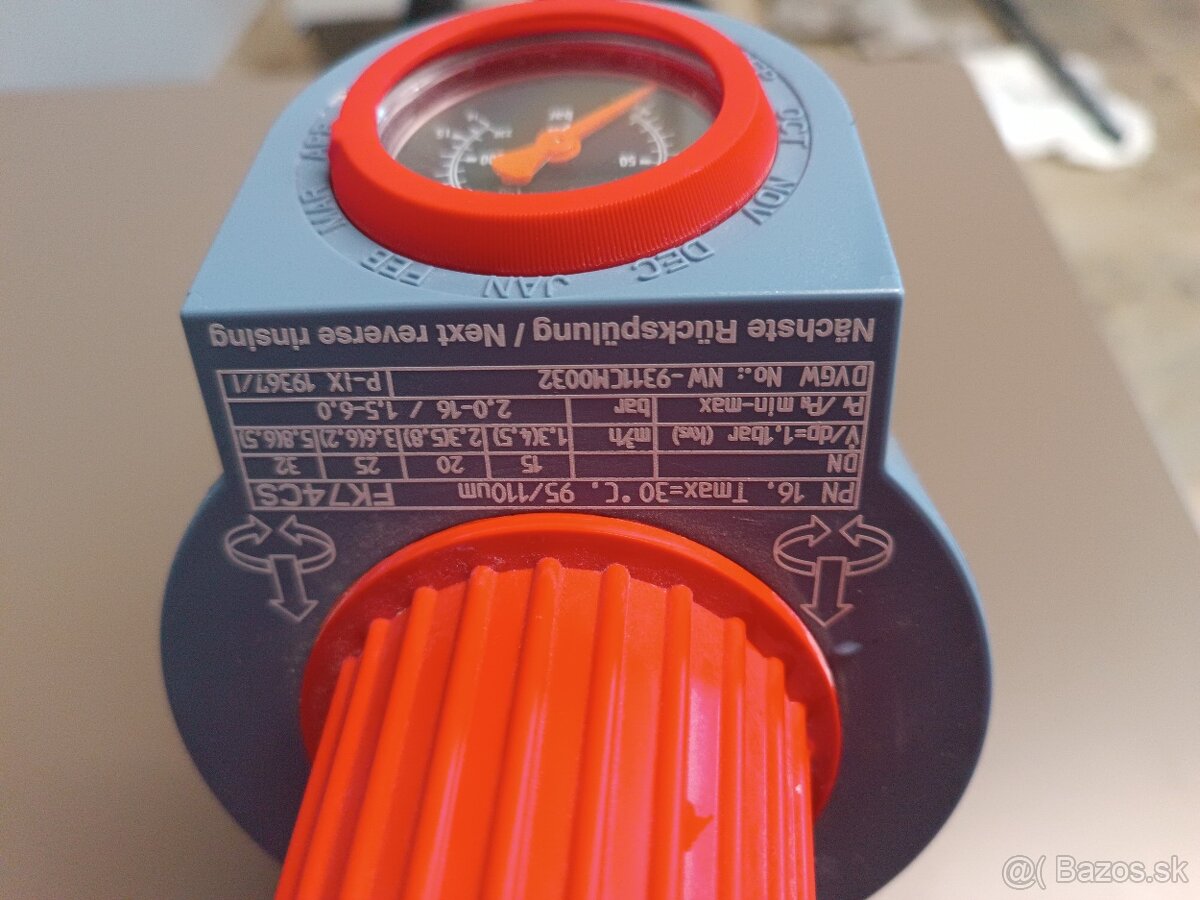 PN 16, Tmax=30°C, 95/110um FK74CS
DN 15 20 25 32
V̇/dp=1,1bar (kvs) m³/h 1,3(4,5) 2,3(5,8) 3,6(6,2) 5,8(6,5)
bar 2,0-16 / 1,5-6,0
min-max
DVGW No.: NW-9311CM0032 P-IX 19367/I
Nächste Rückspülung / Next reverse rinsing
JAN
FEB
MAR
OCT
NOV
DEC
50
bar
@( Bazos.sk